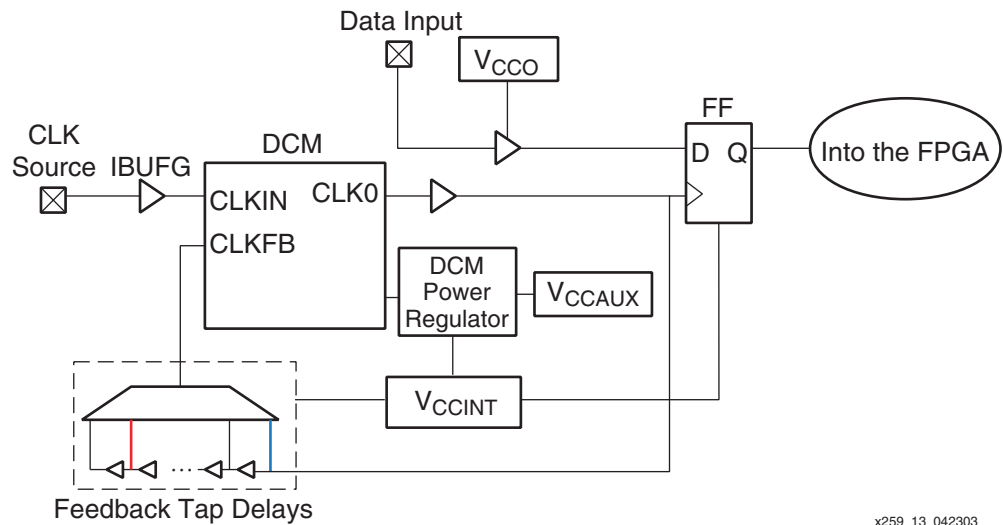 Data Input
VCCO
FF
CLK
Source
IBUFG
DCM
D Q
Into the FPGA
CLKIN
CLK0
CLKFB
DCM
Power
Regulator
VCCAUX
VCCINT
...
Feedback Tap Delays
x259_13_042303